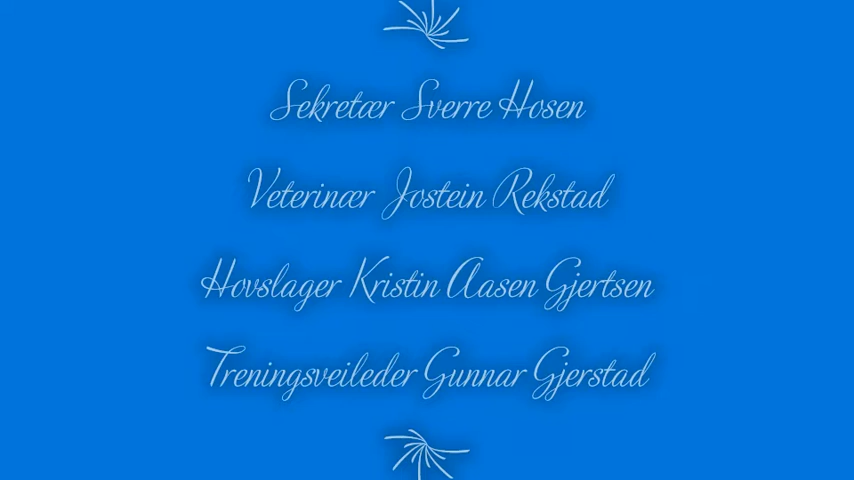 Sekretær Sverre Hosen
Veterinær Jostein Rekstad
Hovslager Kristin Aasen Gjertsen
Treningsveileder Gunnar Gjerstad